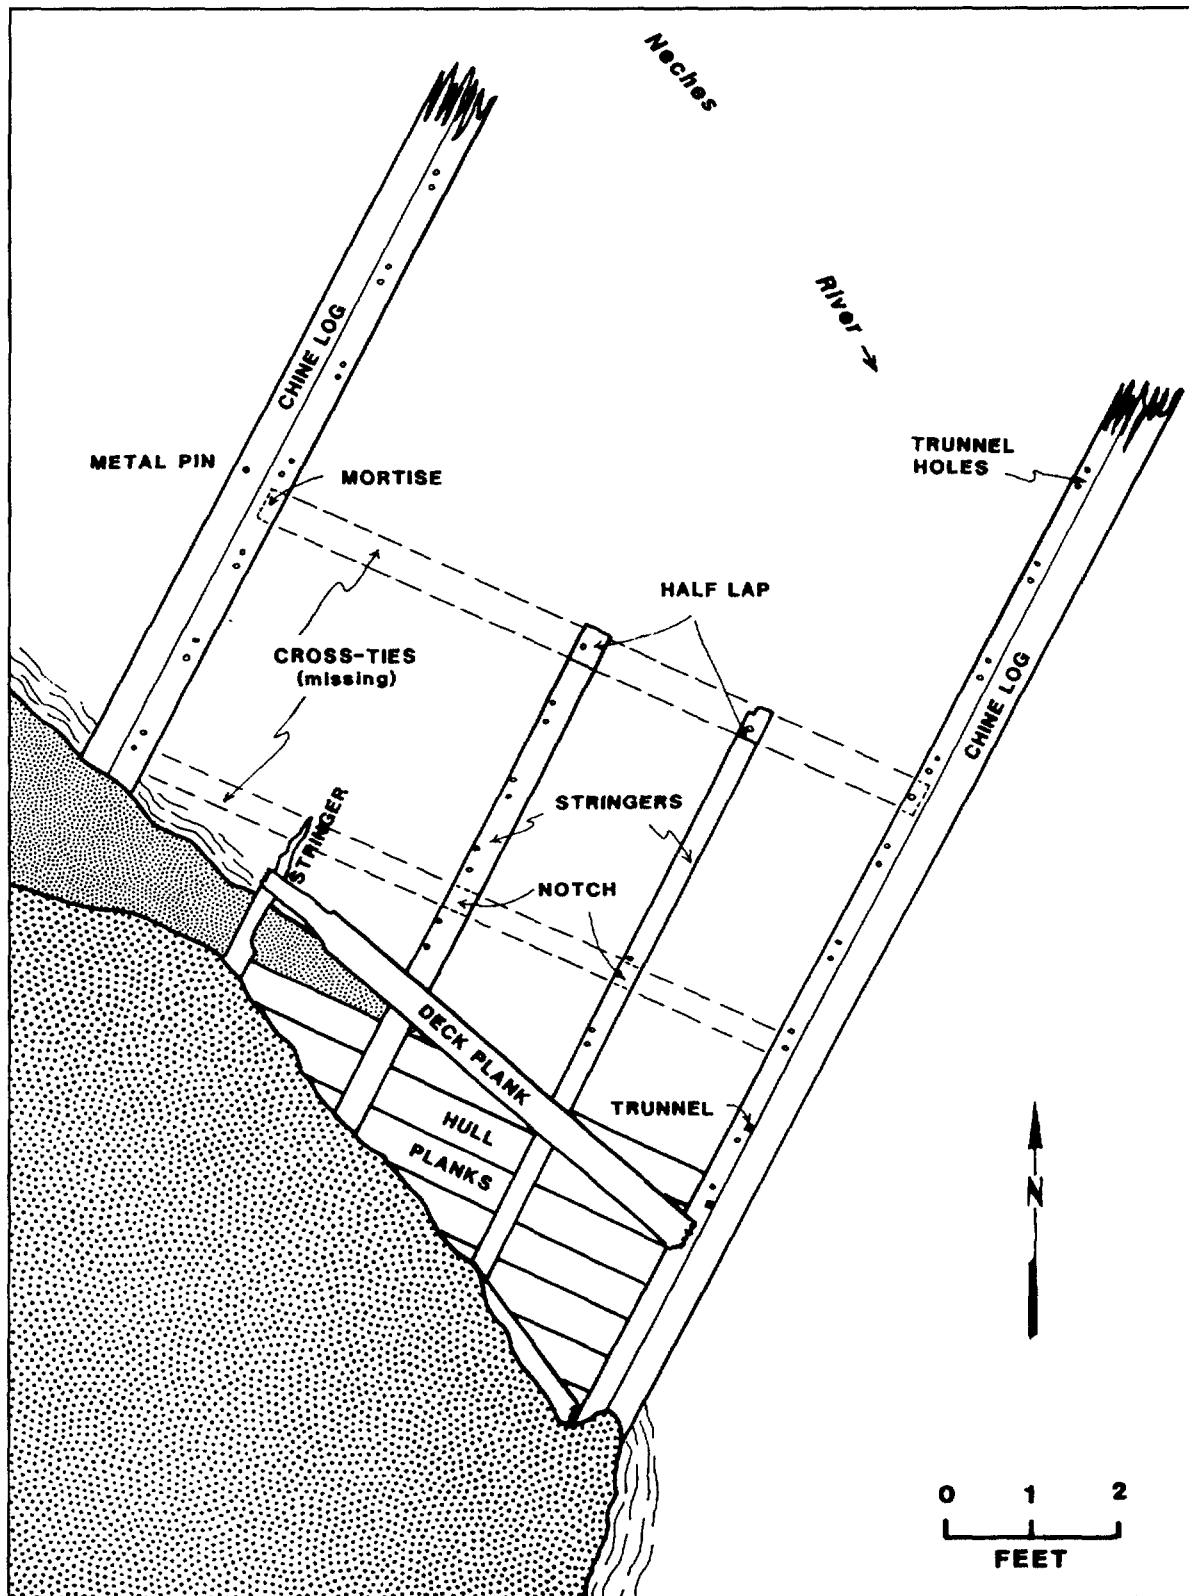 Neches
River
CHINE LOG
METAL PIN
MORTISE
TRUNNEL
HOLES
HALF LAP
CROSS-TIES
(missing)
CHINE LOG
STRINGER
STRINGERS
NOTCH
DECK PLANK
TRUNNEL
HULL
PLANKS
N
0 1 2
FEET